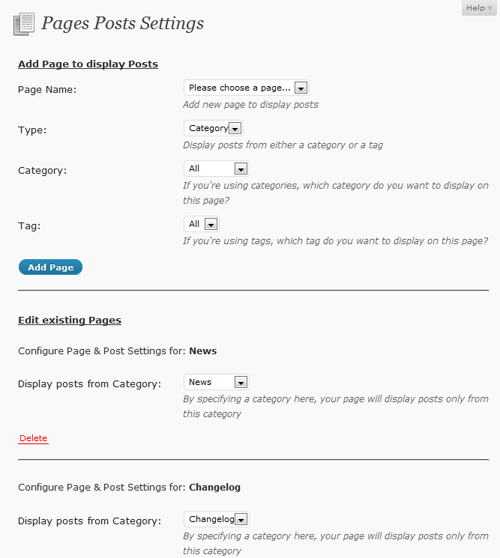 Help
Pages Posts Settings
Add Page to display Posts
Page Name: Please choose a page...
Add new page to display posts
Type: Category
Display posts from either a category or a tag
Category: All
If you're using categories, which category do you want to display on
this page?
Tag: All
If you're using tags, which tag do you want to display on this page?
Add Page
Edit existing Pages
Configure Page & Post Settings for: News
Display posts from Category: News
By specifying a category here, your page will display posts only from
this category
Delete
Configure Page & Post Settings for: Changelog
Display posts from Category: Changelog
By specifying a category here, your page will display posts only from
this category